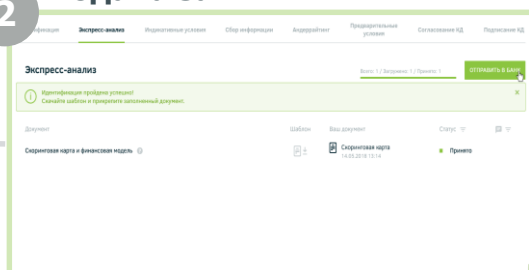 2
Экспресс-анализ
Индикативные условия
Сбор информации
Андеррайтинг
Предварительные
условия
Согласование КД
Подписание КД
Экспресс-анализ
Всего: 1 / Загружено: 1 / Принято: 1
ОТПРАВИТЬ В БАНК
Идентификация пройдена успешно!
Скачайте шаблон и прикрепите заполненный документ.
Документ
Шаблон
Ваш документ
Статус
Скоринговая карта и финансовая модель
Скоринговая карта
14.05.2018 13:14
Принято